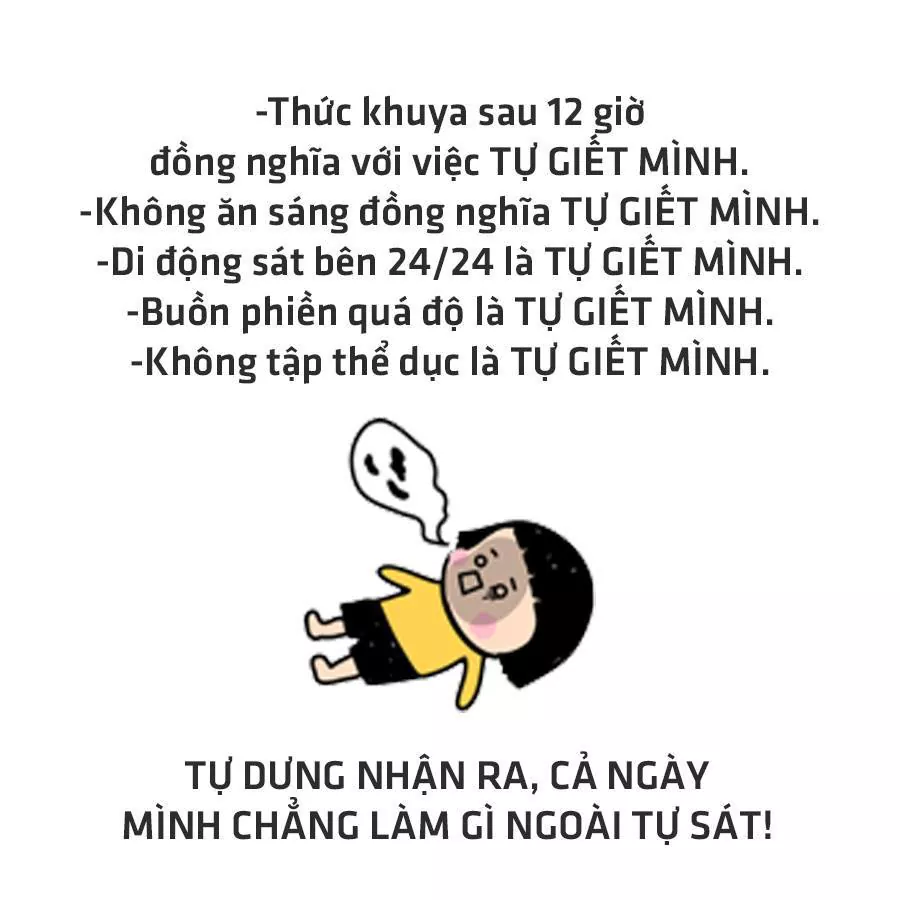 -Thức khuya sau 12 giờ
đồng nghĩa với việc TỰ GIẾT MÌNH.
-Không ăn sáng đồng nghĩa TỰ GIẾT MÌNH.
-Di động sát bên 24/24 là TỰ GIẾT MÌNH.
-Buồn phiền quá độ là TỰ GIẾT MÌNH.
-Không tập thể dục là TỰ GIẾT MÌNH.
TỰ DƯNG NHẬN RA, CẢ NGÀY
MÌNH CHẲNG LÀM GÌ NGOÀI TỰ SÁT!